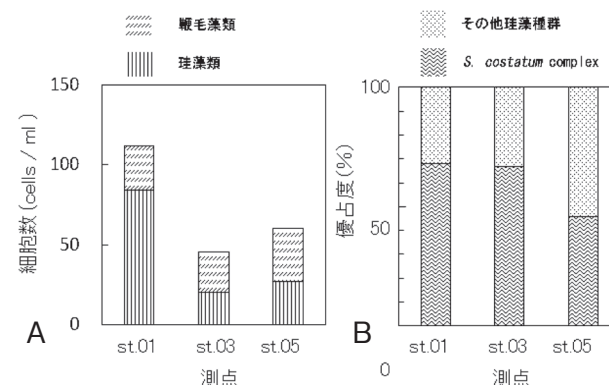 鞭毛藻類
珪藻類
150
100
50
0
細胞数(cells / ml)
A
st.01 st.03 st.05
測点
その他珪藻種群
S. costatum complex
100
50
0
優占度(%)
B
st.01 st.03 st.05
測点